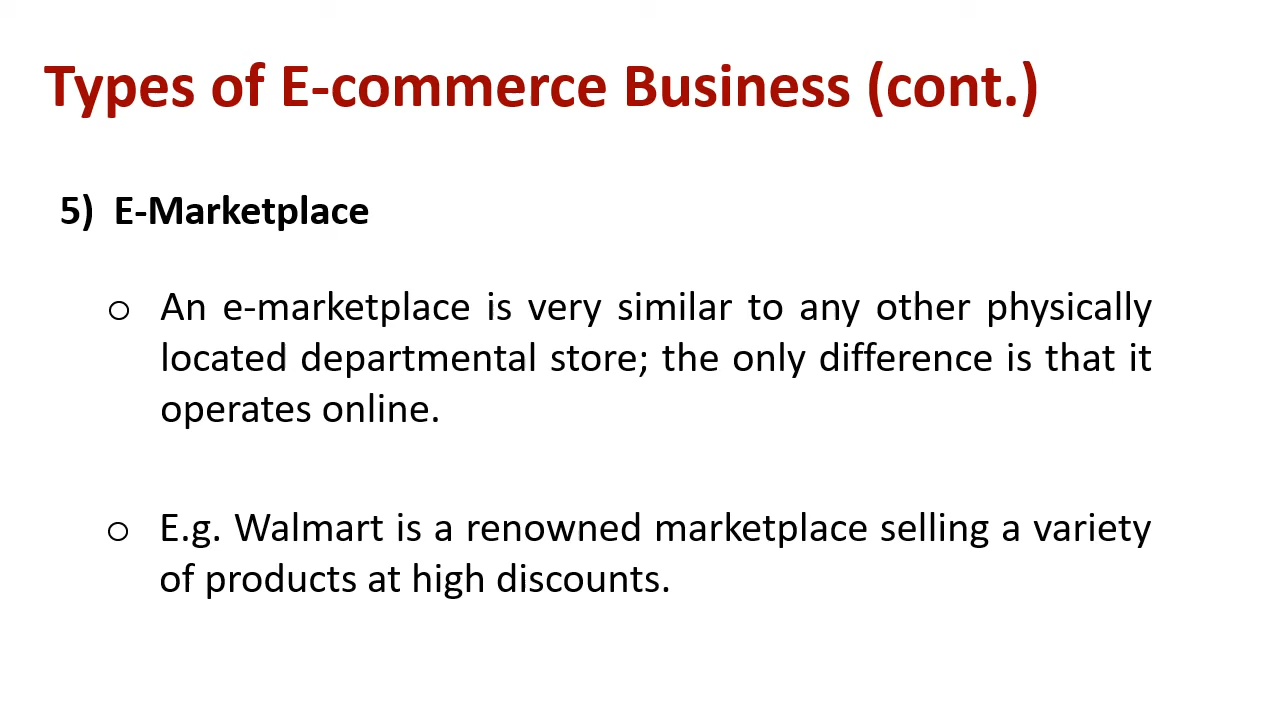 Types of E-commerce Business (cont.)
5) E-Marketplace
o An e-marketplace is very similar to any other physically
located departmental store; the only difference is that it
operates online.
o E.g. Walmart is a renowned marketplace selling a variety
of products at high discounts.